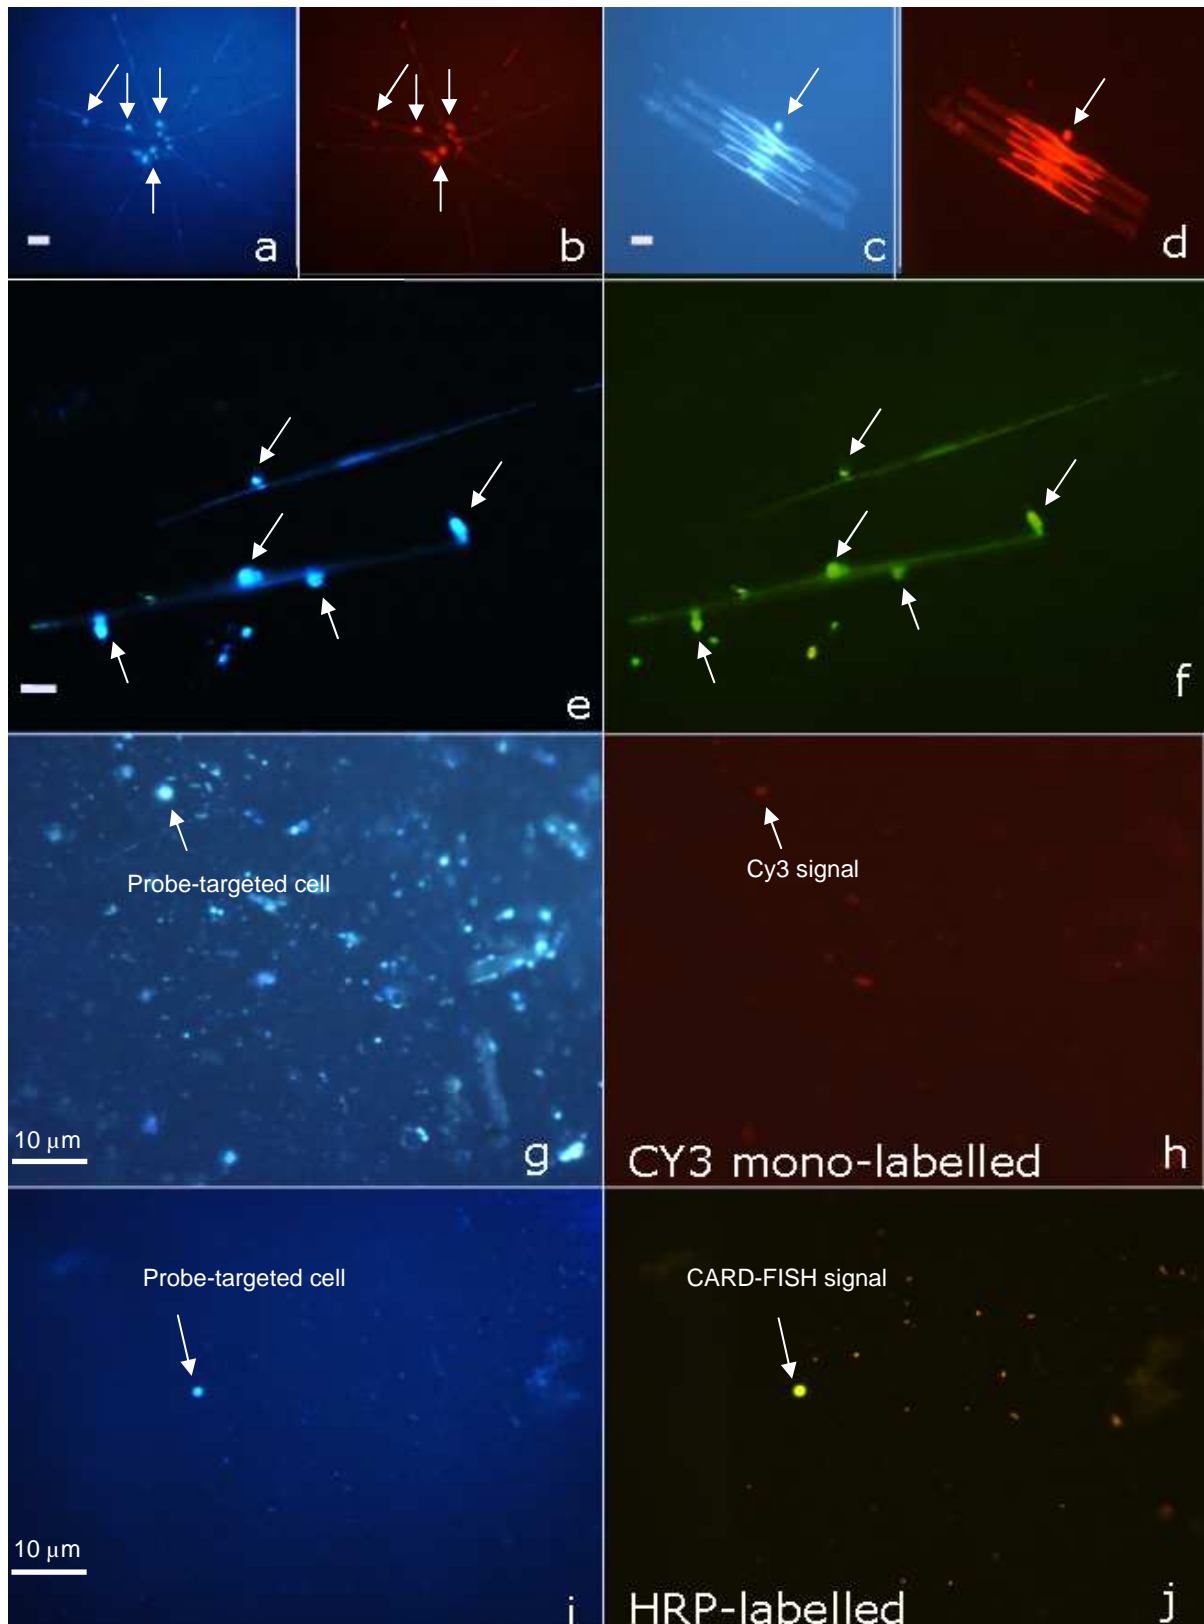 a
b
c
d
e
f
Probe-targeted cell
Cy3 signal
10 μm
g
CY3 mono-labelled
h
Probe-targeted cell
CARD-FISH signal
10 μm
i
HRP-labelled
j